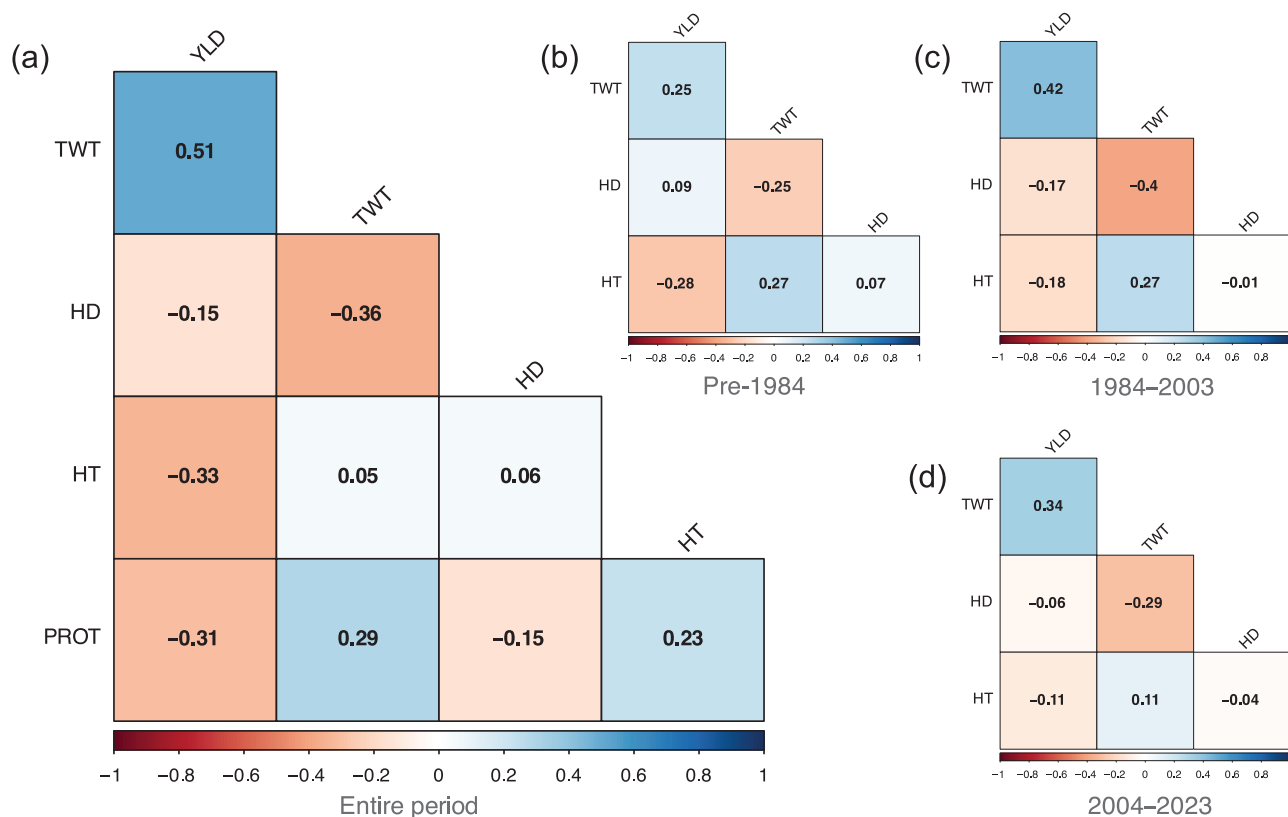 (a)
YLD
TWT
0.51
TWT
HD
−0.15
−0.36
HD
HT
−0.33
0.05
0.06
HT
PROT
−0.31
0.29
−0.15
0.23
−1 −0.8 −0.6 −0.4 −0.2 0 0.2 0.4 0.6 0.8 1
Entire period
(b)
YLD
TWT
0.25
TWT
HD
0.09
−0.25
HD
HT
−0.28
0.27
0.07
−1 −0.8 −0.6 −0.4 −0.2 0 0.2 0.4 0.6 0.8 1
Pre-1984
(c)
YLD
TWT
0.42
TWT
HD
−0.17
−0.4
HD
HT
−0.18
0.27
−0.01
−1 −0.8 −0.6 −0.4 −0.2 0 0.2 0.4 0.6 0.8
1984–2003
(d)
YLD
TWT
0.34
TWT
HD
−0.06
−0.29
HD
HT
−0.11
0.11
−0.04
−1 −0.8 −0.6 −0.4 −0.2 0 0.2 0.4 0.6 0.8
2004–2023